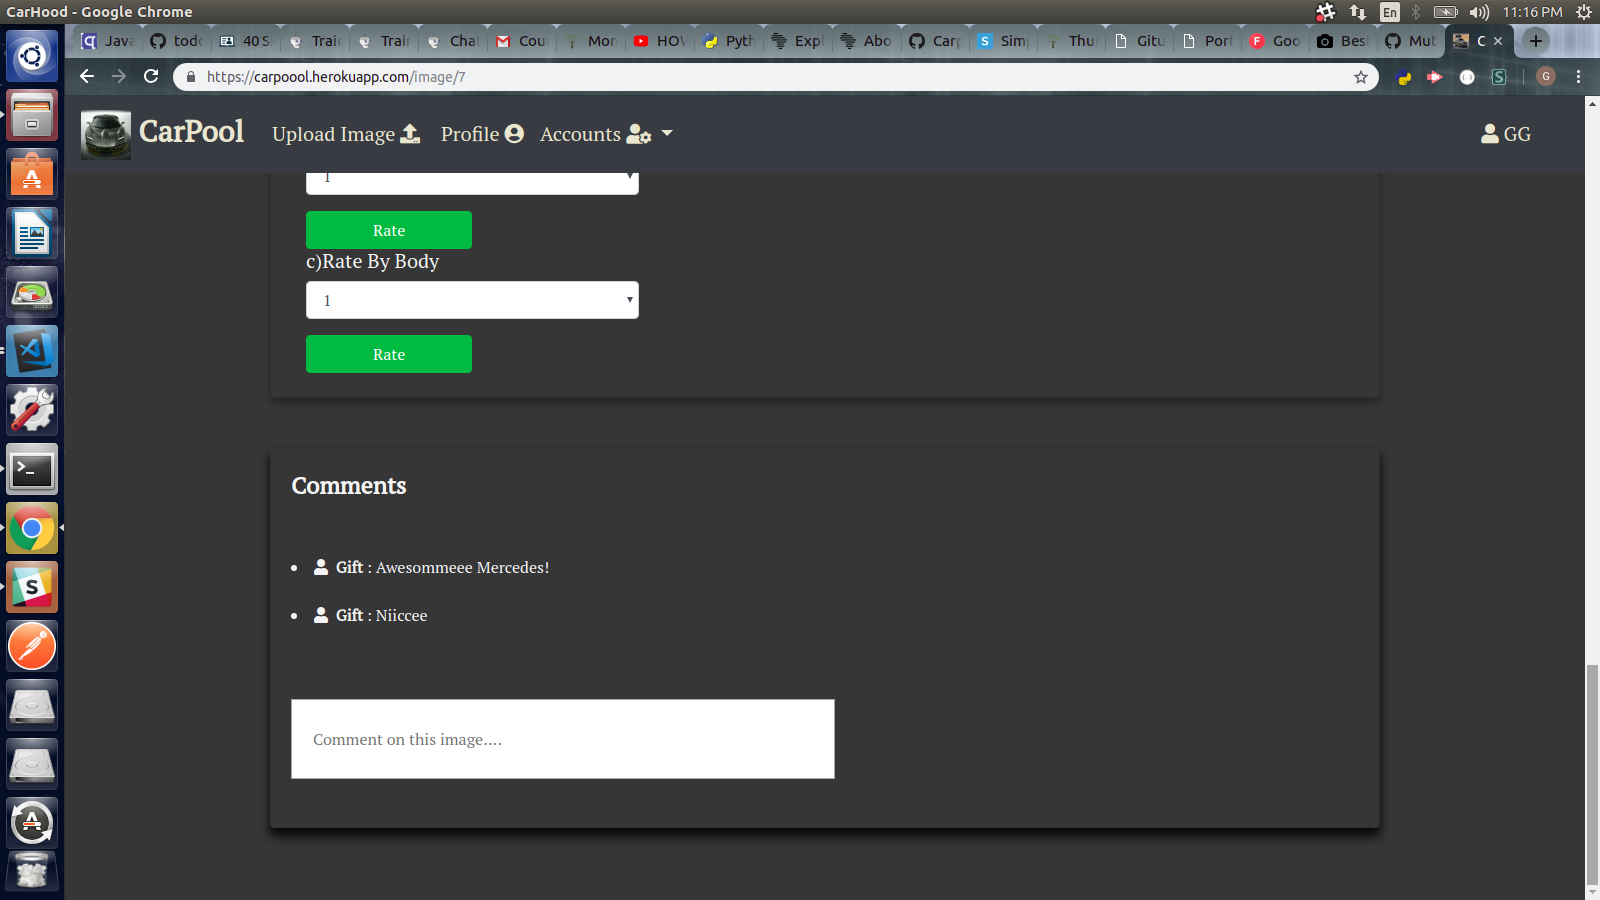 CarHood - Google Chrome
En
11:16 PM
Java
todo
40 S
Train
Train
Chat
Cou
Mon
HOW
Pyth
Expl
Abo
Carp
Simp
Thu
Gitu
Port
Goo
Best
Mut
C
https://carpoool.herokuapp.com/image/7
G
CarPool
Upload Image
Profile
Accounts
GG
1
Rate
c)Rate By Body
1
Rate
Comments
Gift : Awesommeee Mercedes!
Gift : Niiccee
Comment on this image....